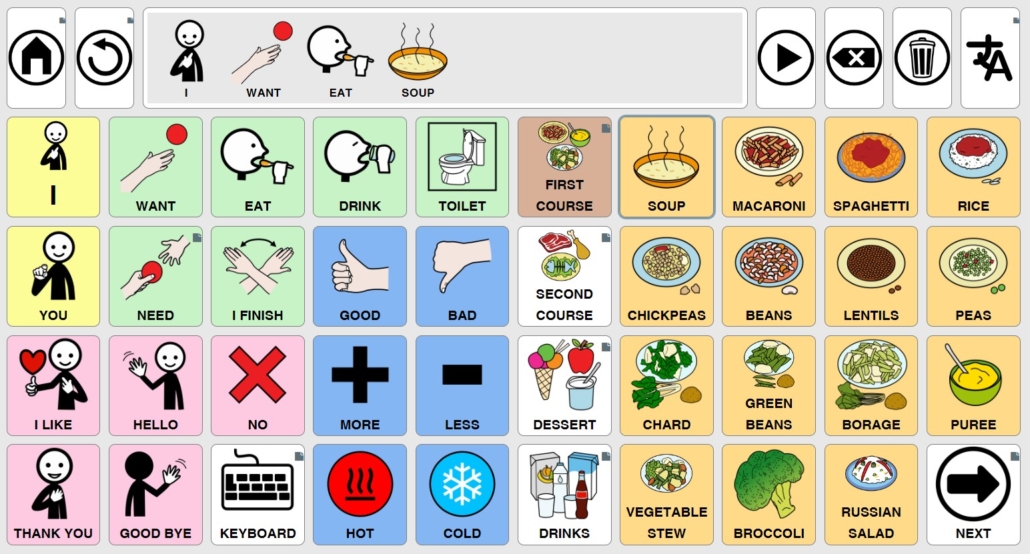 I WANT EAT SOUP
I WANT EAT DRINK TOILET FIRST COURSE SOUP MACARONI SPAGHETTI RICE
YOU NEED I FINISH GOOD BAD SECOND COURSE CHICKPEAS BEANS LENTILS PEAS
I LIKE HELLO NO MORE LESS DESSERT CHARD GREEN BEANS BORAGE PUREE
THANK YOU GOOD BYE KEYBOARD HOT COLD DRINKS VEGETABLE STEW BROCCOLI RUSSIAN SALAD NEXT